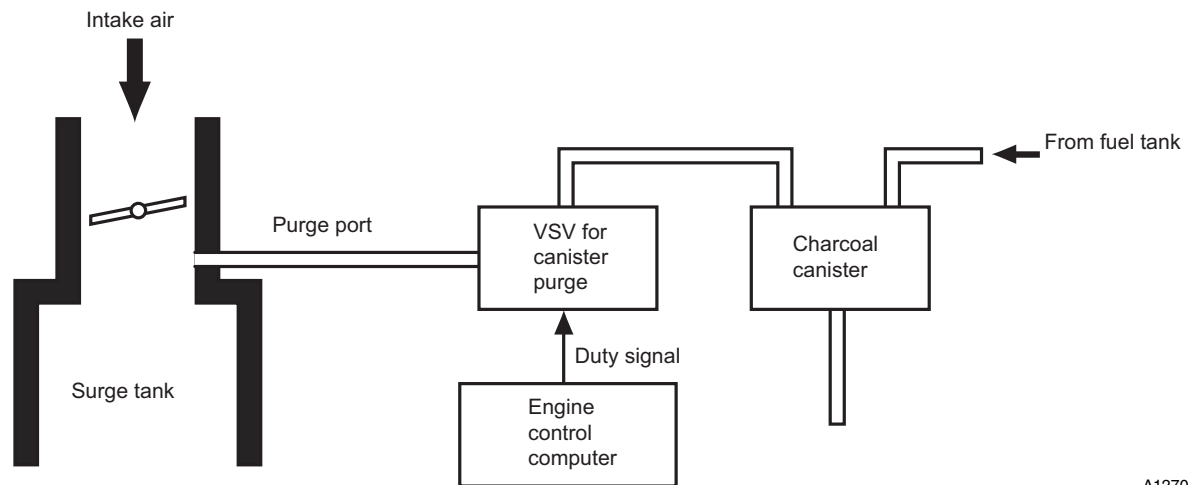 Intake air
From fuel tank
Purge port
VSV for
canister
purge
Charcoal
canister
Duty signal
Surge tank
Engine
control
computer
A1270